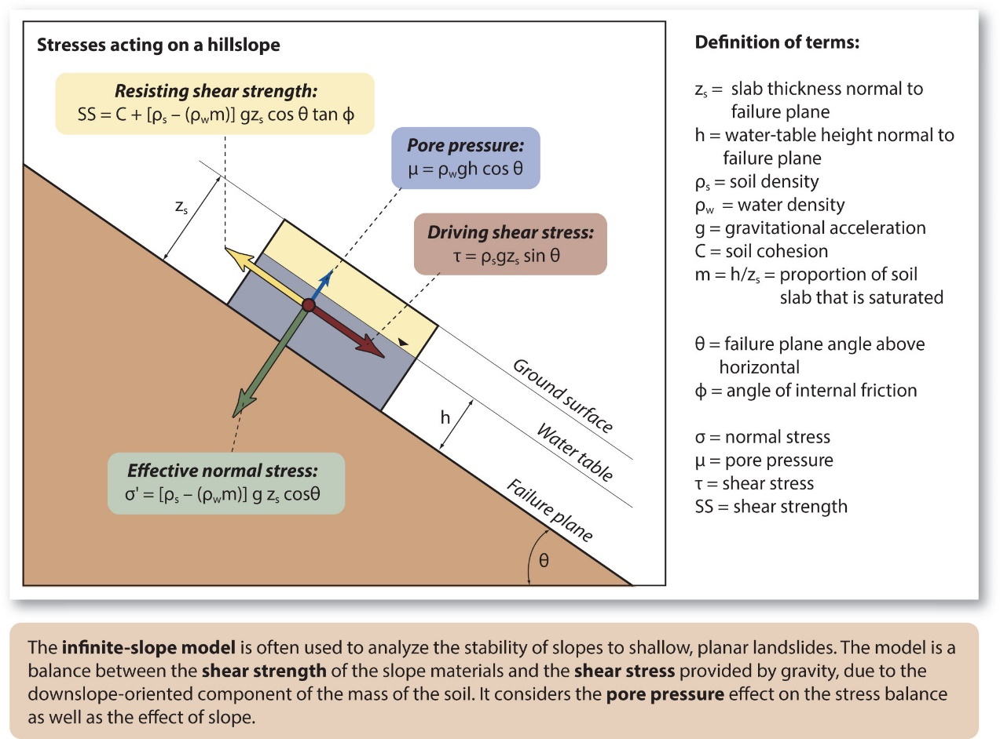 Stresses acting on a hillslope
Resisting shear strength:
SS = C + [ρs – (ρwm)] gzs cos θ tan ϕ
Pore pressure:
μ = ρwgh cos θ
Driving shear stress:
τ = ρsgzs sin θ
zs
h
Ground surface
Water table
Failure plane
θ
Effective normal stress:
σ' = [ρs – (ρwm)] g zs cosθ
Definition of terms:
zs = slab thickness normal to
failure plane
h = water-table height normal to
failure plane
ρs = soil density
ρw = water density
g = gravitational acceleration
C = soil cohesion
m = h/zs = proportion of soil
slab that is saturated
θ = failure plane angle above
horizontal
ϕ = angle of internal friction
σ = normal stress
μ = pore pressure
τ = shear stress
SS = shear strength
The infinite-slope model is often used to analyze the stability of slopes to shallow, planar landslides. The model is a
balance between the shear strength of the slope materials and the shear stress provided by gravity, due to the
downslope-oriented component of the mass of the soil. It considers the pore pressure effect on the stress balance
as well as the effect of slope.